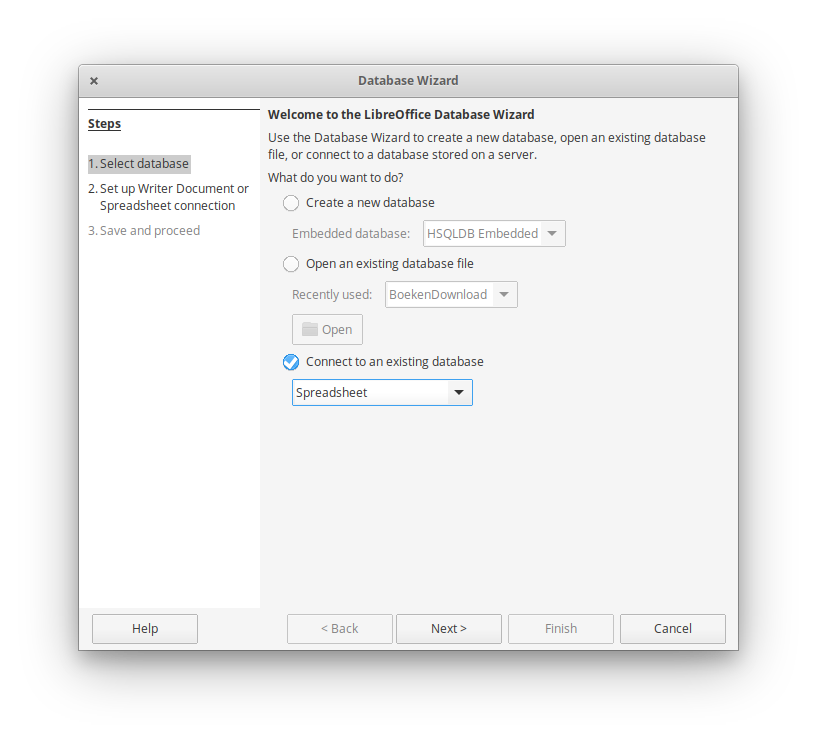 Database Wizard
Steps
1. Select database
2. Set up Writer Document or
Spreadsheet connection
3. Save and proceed
Welcome to the LibreOffice Database Wizard
Use the Database Wizard to create a new database, open an existing database
file, or connect to a database stored on a server.
What do you want to do?
Create a new database
Embedded database: HSQLDB Embedded
Open an existing database file
Recently used: BoekenDownload
Open
Connect to an existing database
Spreadsheet
Help < Back Next > Finish Cancel